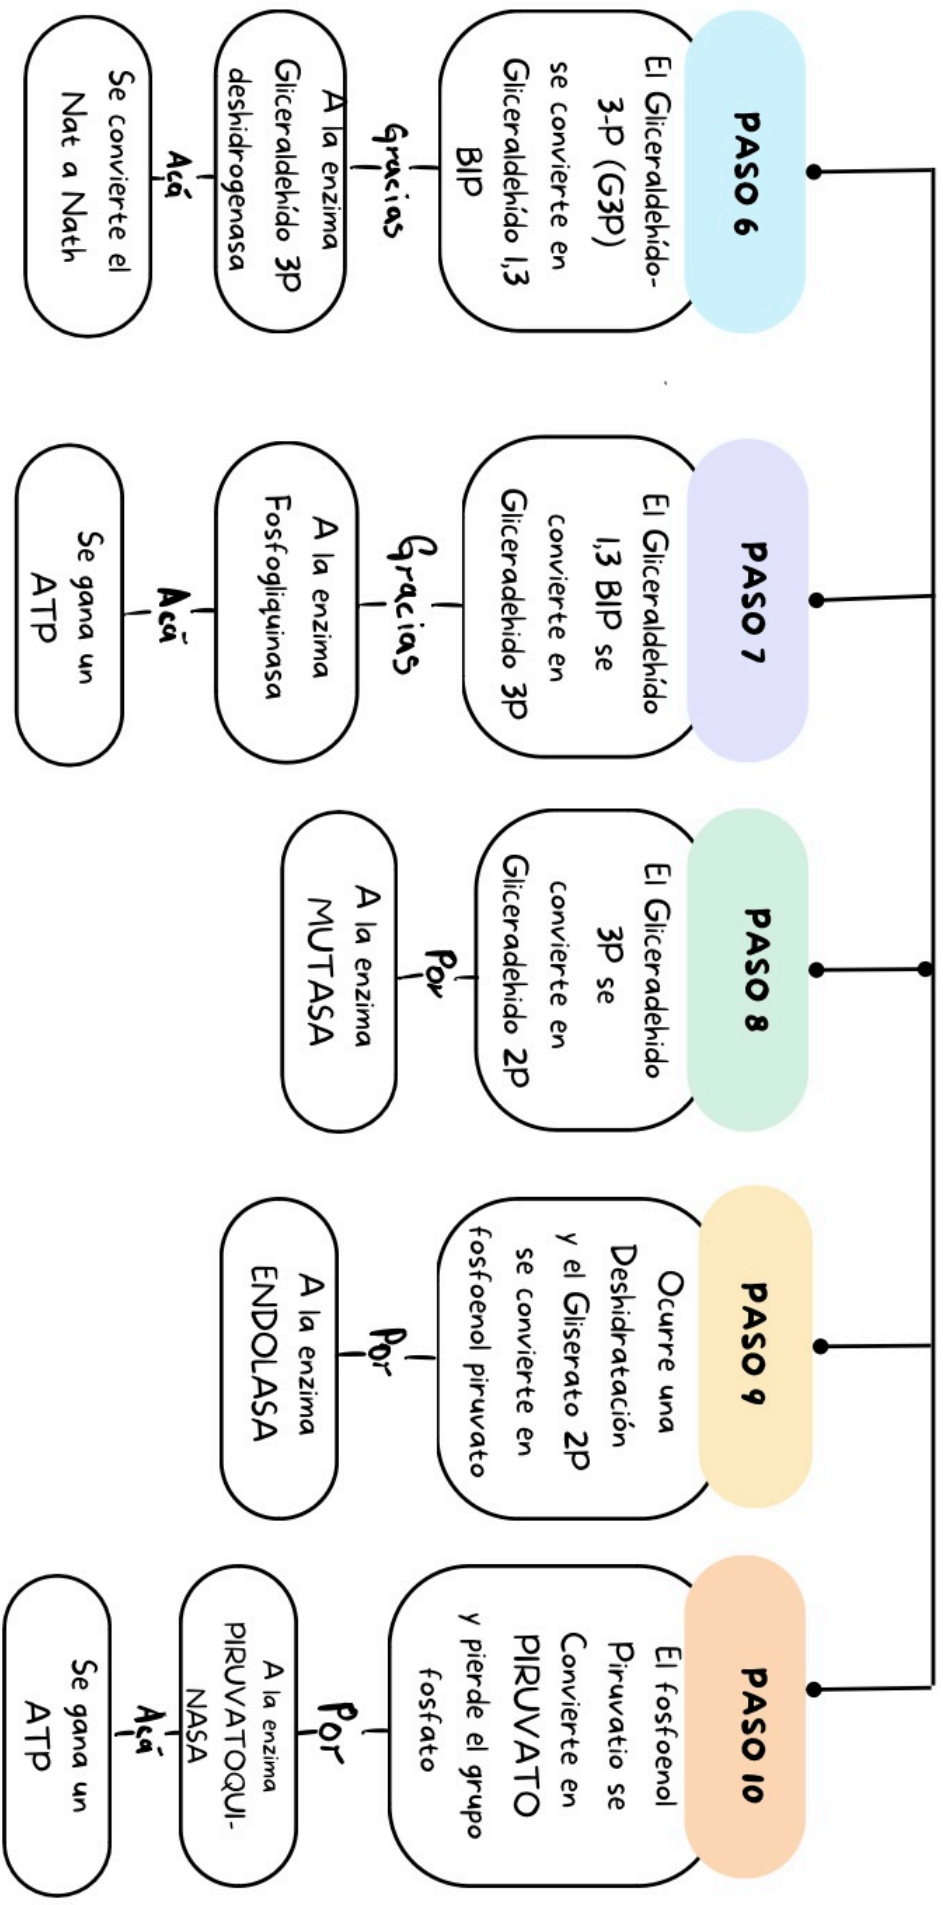 PASO 6
El Gliceraldehído-
3-P (G3P)
se convierte en
Gliceraldehído 1,3
BIP
Gracias
A la enzima
Gliceraldehído 3P
deshidrogenasa
Acá
Se convierte el
Nat a Nath
PASO 7
El Gliceraldehído
1,3 BIP se
convierte en
Gliceradehido 3P
Gracias
A la enzima
Fosfogliquinasa
Acá
Se gana un
ATP
PASO 8
El Gliceradehido
3P se
convierte en
Gliceradehido 2P
Por
A la enzima
MUTASA
PASO 9
Ocurre una
Deshidratación
y el Gliserato 2P
se convierte en
fosfoenol piruvato
Por
A la enzima
ENDOLASA
PASO 10
El fosfoenol
Piruvatio se
Convierte en
PIRUVATO
y pierde el grupo
fosfato
Por
A la enzima
PIRUVATOQUI-
NASA
Acá
Se gana un
ATP